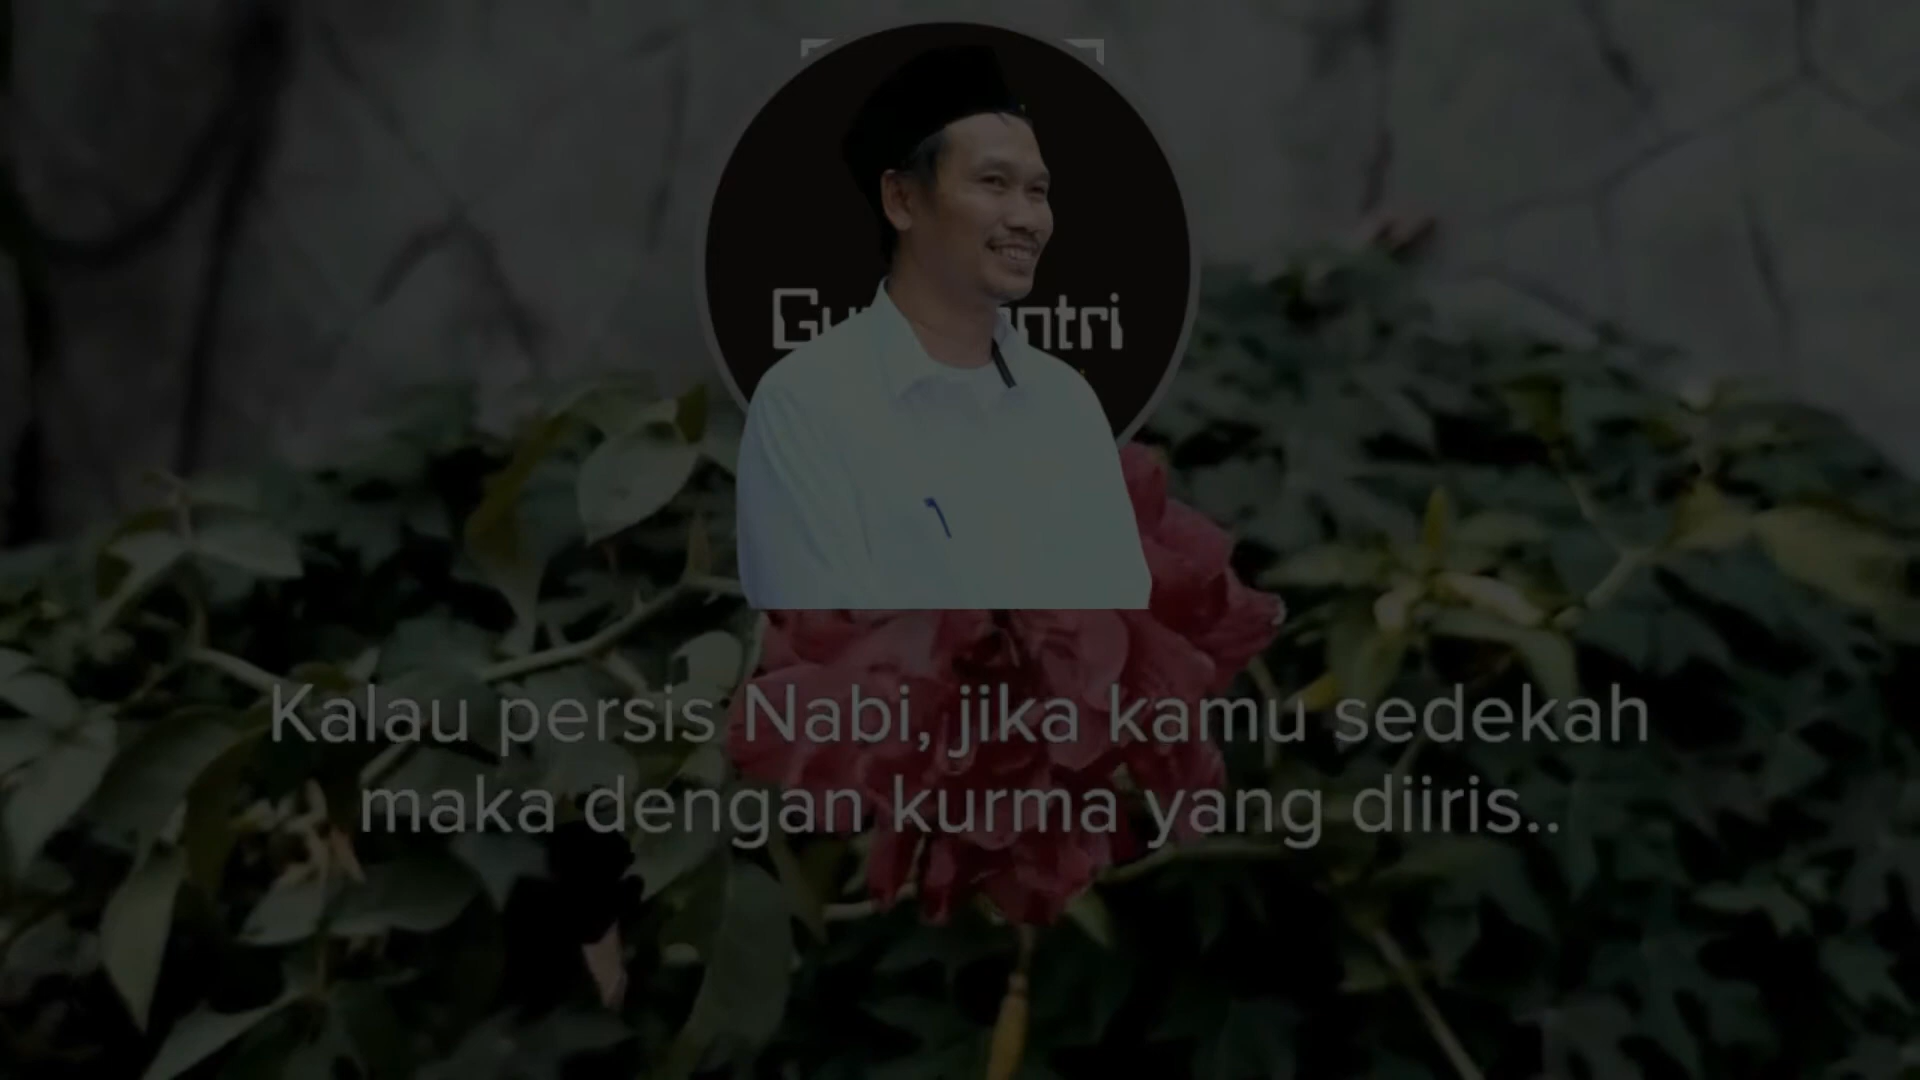 Kalau persis Nabi, jika kamu sedekah
maka dengan kurma yang diiris..